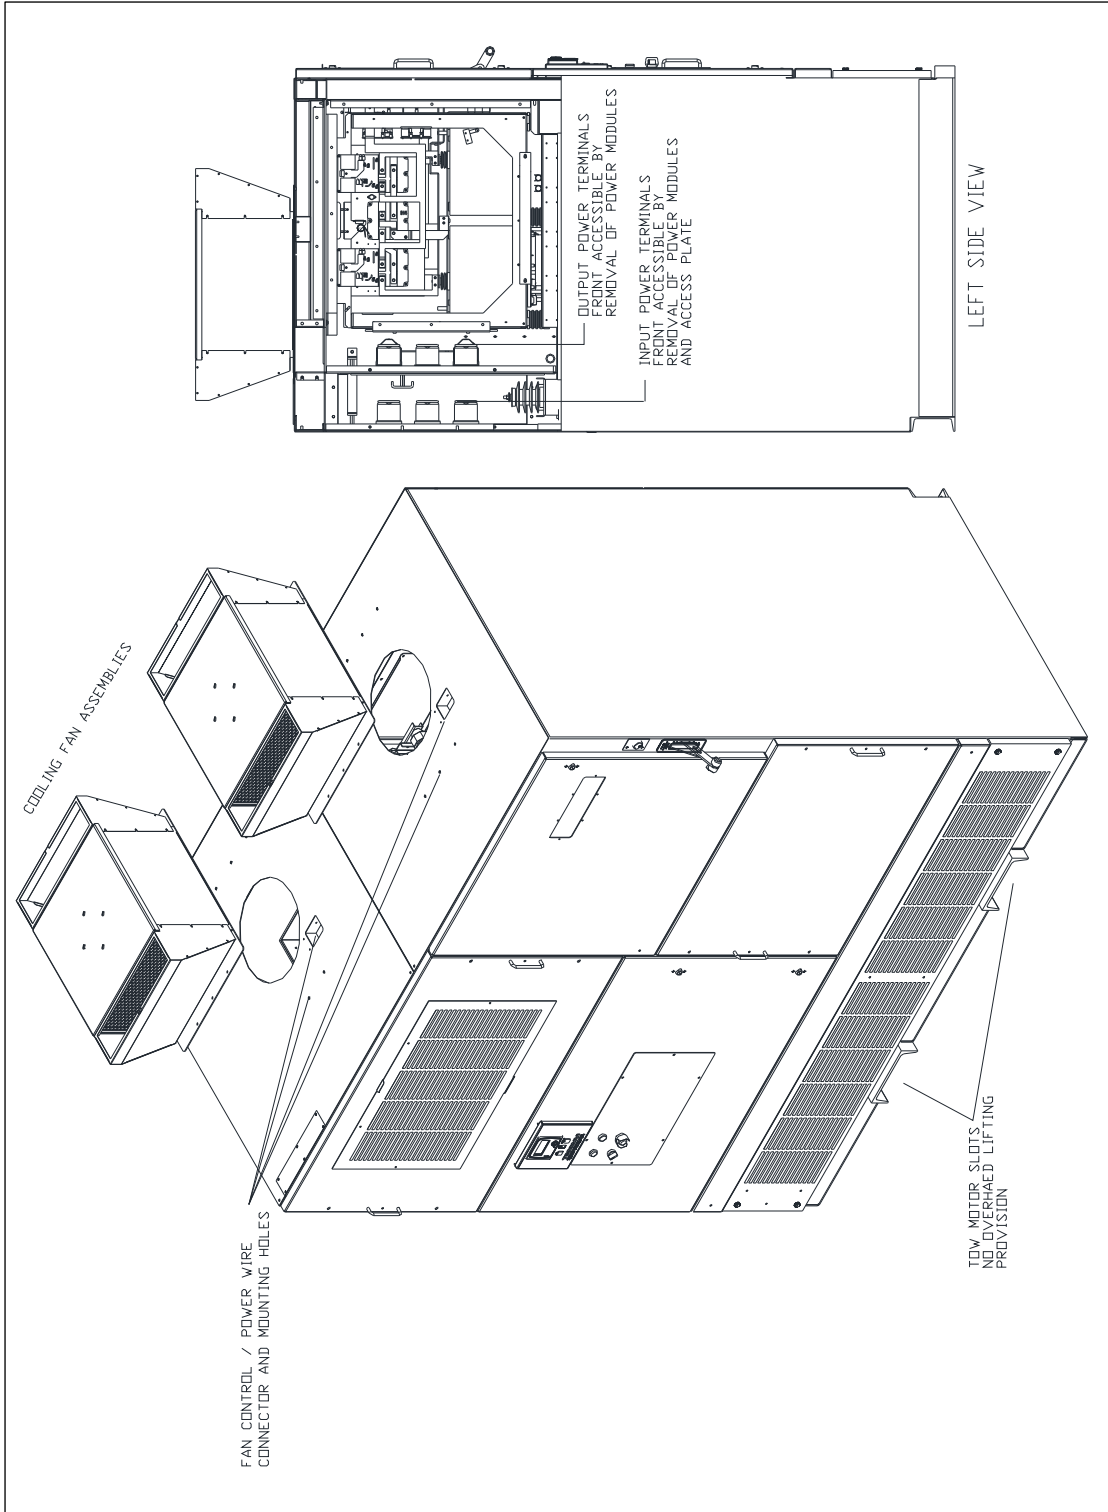 COOLING FAN ASSEMBLIES
OUTPUT POWER TERMINALS
FRONT ACCESSIBLE BY
REMOVAL OF POWER MODULES
INPUT POWER TERMINALS
FRONT ACCESSIBLE BY
REMOVAL OF POWER MODULES
AND ACCESS PLATE
LEFT SIDE VIEW
FAN CONTROL / POWER WIRE
CONNECTOR AND MOUNTING HOLES
TOW MOTOR SLOTS
NO OVERHAED LIFTING
PROVISION